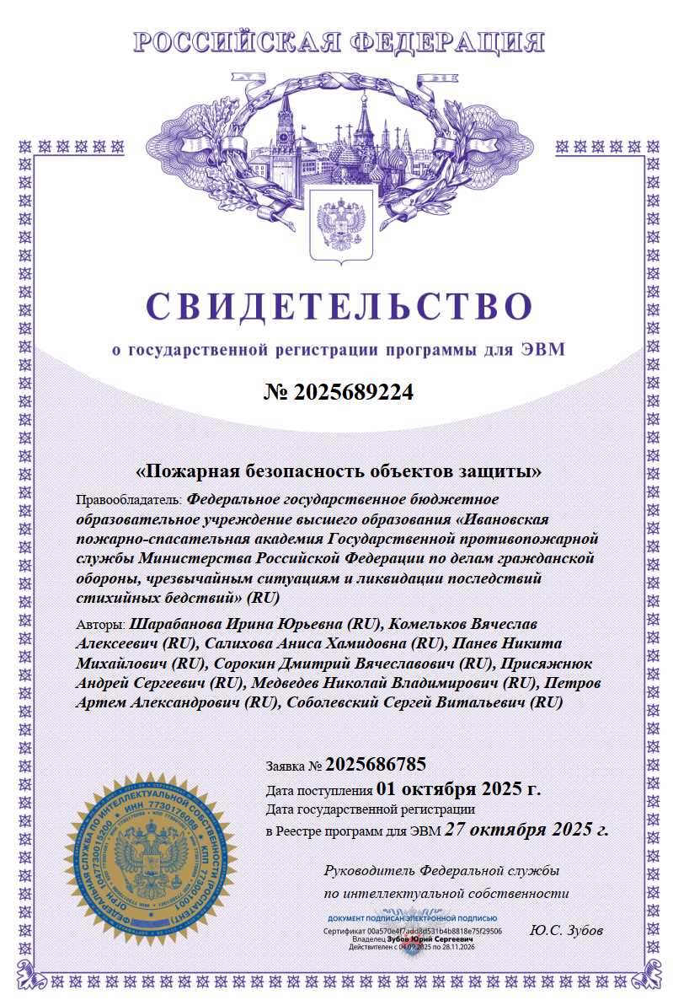 РОССИЙСКАЯ ФЕДЕРАЦИЯ
СВИДЕТЕЛЬСТВО
о государственной регистрации программы для ЭВМ
№ 2025689224
«Пожарная безопасность объектов защиты»
Правообладатель: Федеральное государственное бюджетное
образовательное учреждение высшего образования «Ивановская
пожарно-спасательная академия Государственной противопожарной
службы Министерства Российской Федерации по делам гражданской
обороны, чрезвычайным ситуациям и ликвидации последствий
стихийных бедствий» (RU)
Авторы: Шарабанова Ирина Юрьевна (RU), Комельков Вячеслав
Алексеевич (RU), Салихова Аниса Хамидовна (RU), Панев Никита
Михайлович (RU), Сорокин Дмитрий Вячеславович (RU), Присяжнюк
Андрей Сергеевич (RU), Медведев Николай Владимирович (RU), Петров
Артем Александрович (RU), Соболевский Сергей Витальевич (RU)
Заявка № 2025686785
Дата поступления 01 октября 2025 г.
Дата государственной регистрации
в Реестре программ для ЭВМ 27 октября 2025 г.
ФЕДЕРАЛЬНАЯ СЛУЖБА ПО ИНТЕЛЛЕКТУАЛЬНОЙ СОБСТВЕННОСТИ (РОСПАТЕНТ)
ОГРН 1047730015200 * ИНН 7730176088 * КПП 773001001
Руководитель Федеральной службы
по интеллектуальной собственности
ДОКУМЕНТ ПОДПИСАН ЭЛЕКТРОННОЙ ПОДПИСЬЮ
Сертификат 00a570e4f7add8d531b4b8818e75f29506
Владелец Зубов Юрий Сергеевич
Действителен с 04.09.2025 по 28.11.2026
Ю.С. Зубов